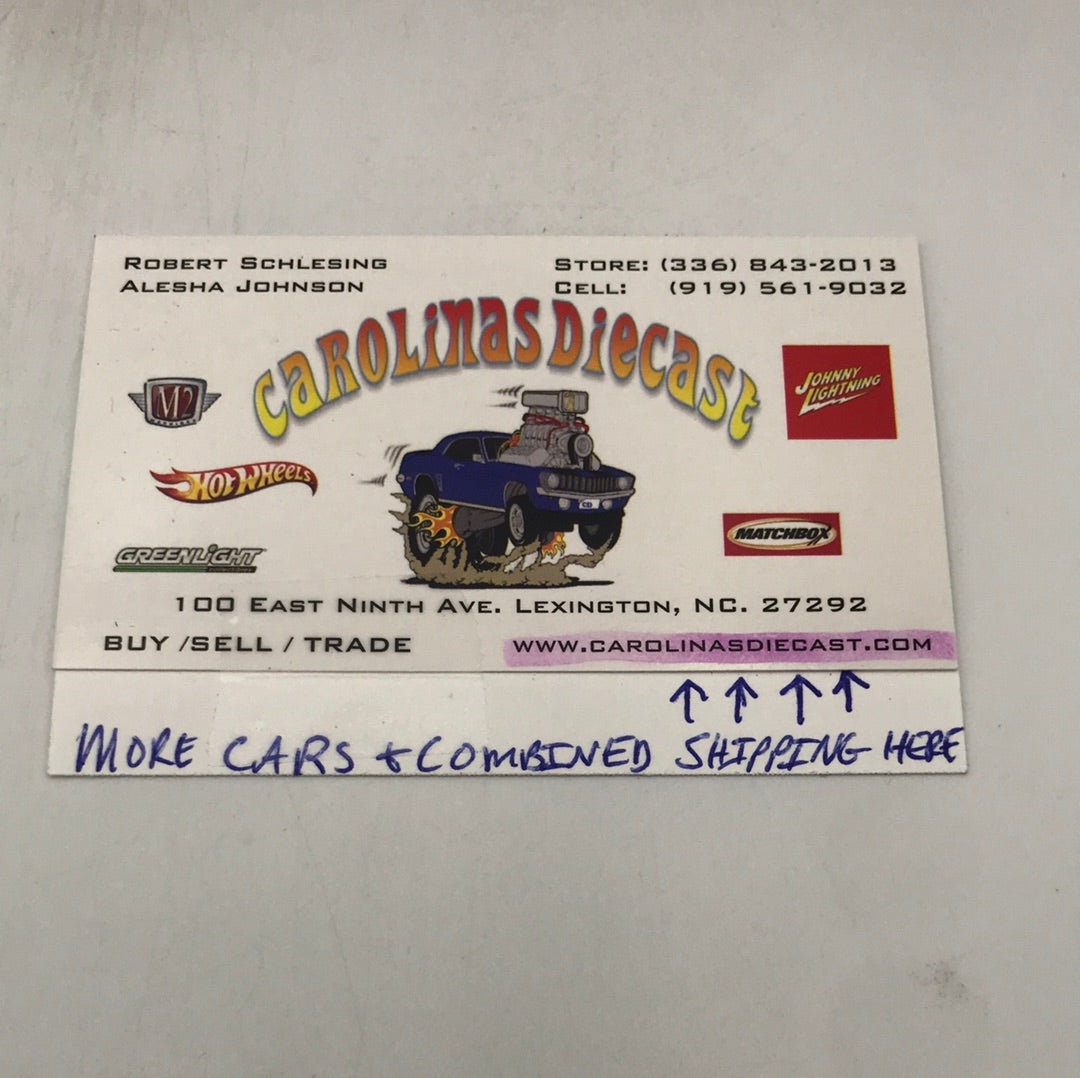 ROBERT SCHLESING
ALESHA JOHNSON
STORE: (336) 843-2013
CELL: (919) 561-9032
CAROLINAS DIECAST
M2
JOHNNY
LIGHTNING
HOT WHEELS
GREENLIGHT
MATCHBOX
100 EAST NINTH AVE. LEXINGTON, NC. 27292
BUY /SELL / TRADE
WWW.CAROLINASDIECAST.COM
MORE CARS + COMBINED SHIPPING HERE